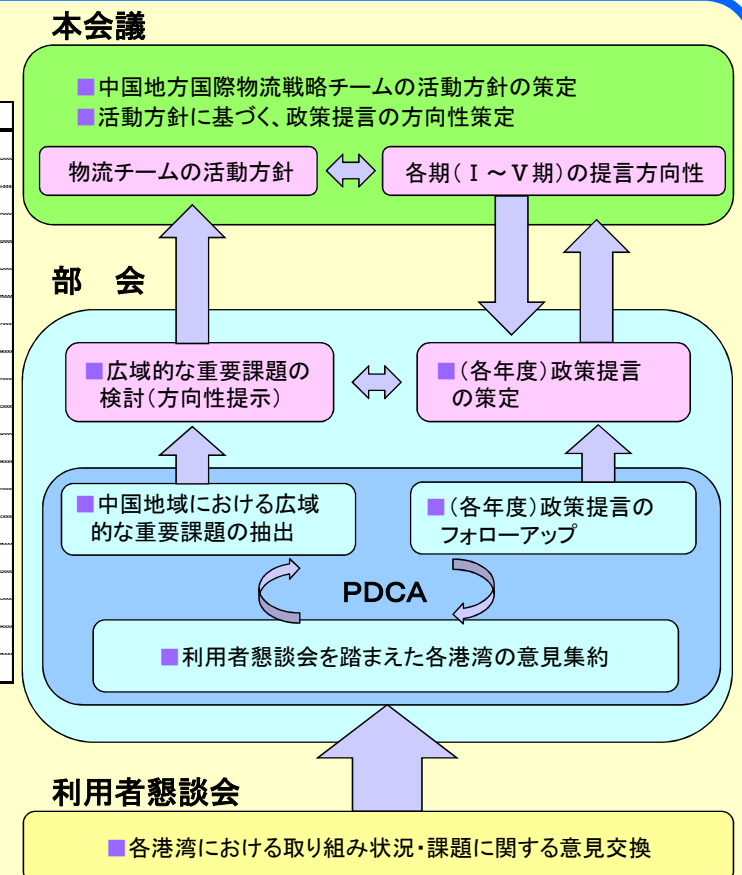 本会議
■中国地方国際物流戦略チームの活動方針の策定
■活動方針に基づく、政策提言の方向性策定
物流チームの活動方針
各期(Ⅰ～Ⅴ期)の提言方向性
部　会
■広域的な重要課題の
検討(方向性提示)
■(各年度)政策提言
の策定
■中国地域における広域
的な重要課題の抽出
■(各年度)政策提言の
フォローアップ
PDCA
■利用者懇談会を踏まえた各港湾の意見集約
利用者懇談会
■各港湾における取り組み状況・課題に関する意見交換